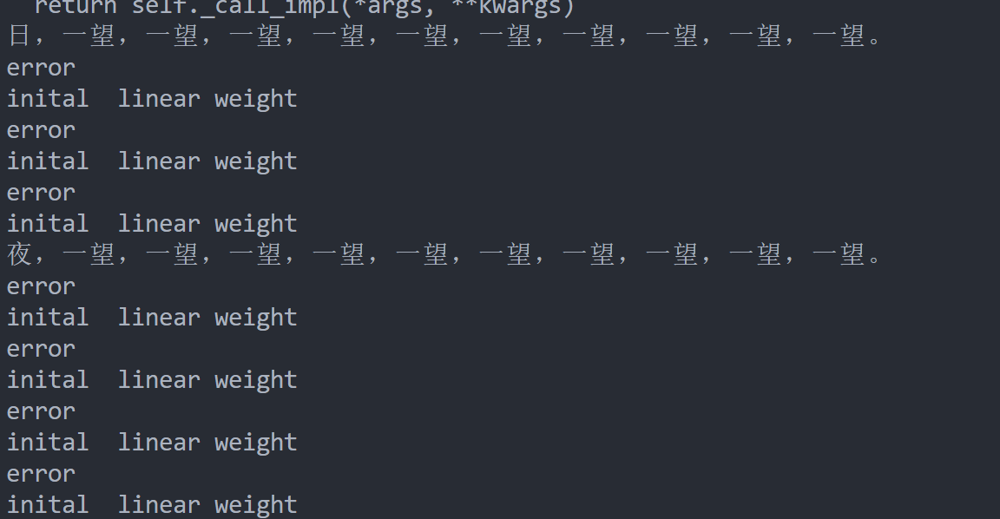 return self._call_impl(*args, **kwargs)
日，一望，一望，一望，一望，一望，一望，一望，一望，一望，一望。
error
inital  linear weight
error
inital  linear weight
error
inital  linear weight
夜，一望，一望，一望，一望，一望，一望，一望，一望，一望，一望。
error
inital  linear weight
error
inital  linear weight
error
inital  linear weight
error
inital  linear weight